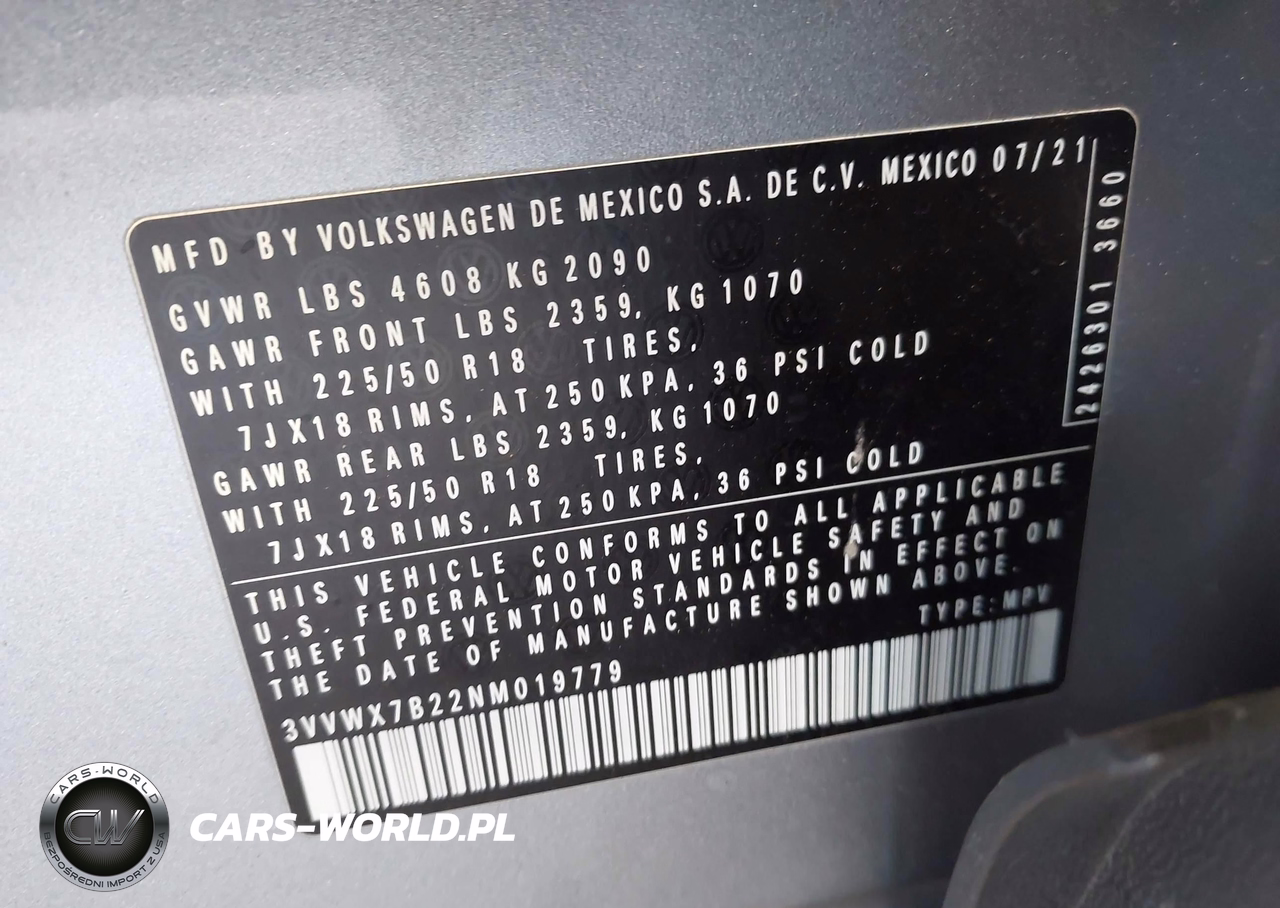 MFD BY VOLKSWAGEN DE MEXICO S.A. DE C.V. MEXICO 07/21
GVWR LBS 4608 KG 2090
GAWR FRONT LBS 2359, KG 1070
WITH 225/50 R18 TIRES,
7JX18 RIMS, AT 250 KPA, 36 PSI COLD
GAWR REAR LBS 2359, KG 1070
WITH 225/50 R18 TIRES,
7JX18 RIMS, AT 250 KPA, 36 PSI COLD
2426301 3660
THIS VEHICLE CONFORMS TO ALL APPLICABLE
U.S. FEDERAL MOTOR VEHICLE SAFETY AND
THEFT PREVENTION STANDARDS IN EFFECT ON
THE DATE OF MANUFACTURE SHOWN ABOVE.
TYPE: MPV
3VVWX7B22NM019779
CARS-WORLD
CW
BEZPOŚREDNI IMPORT Z USA
CARS-WORLD.PL